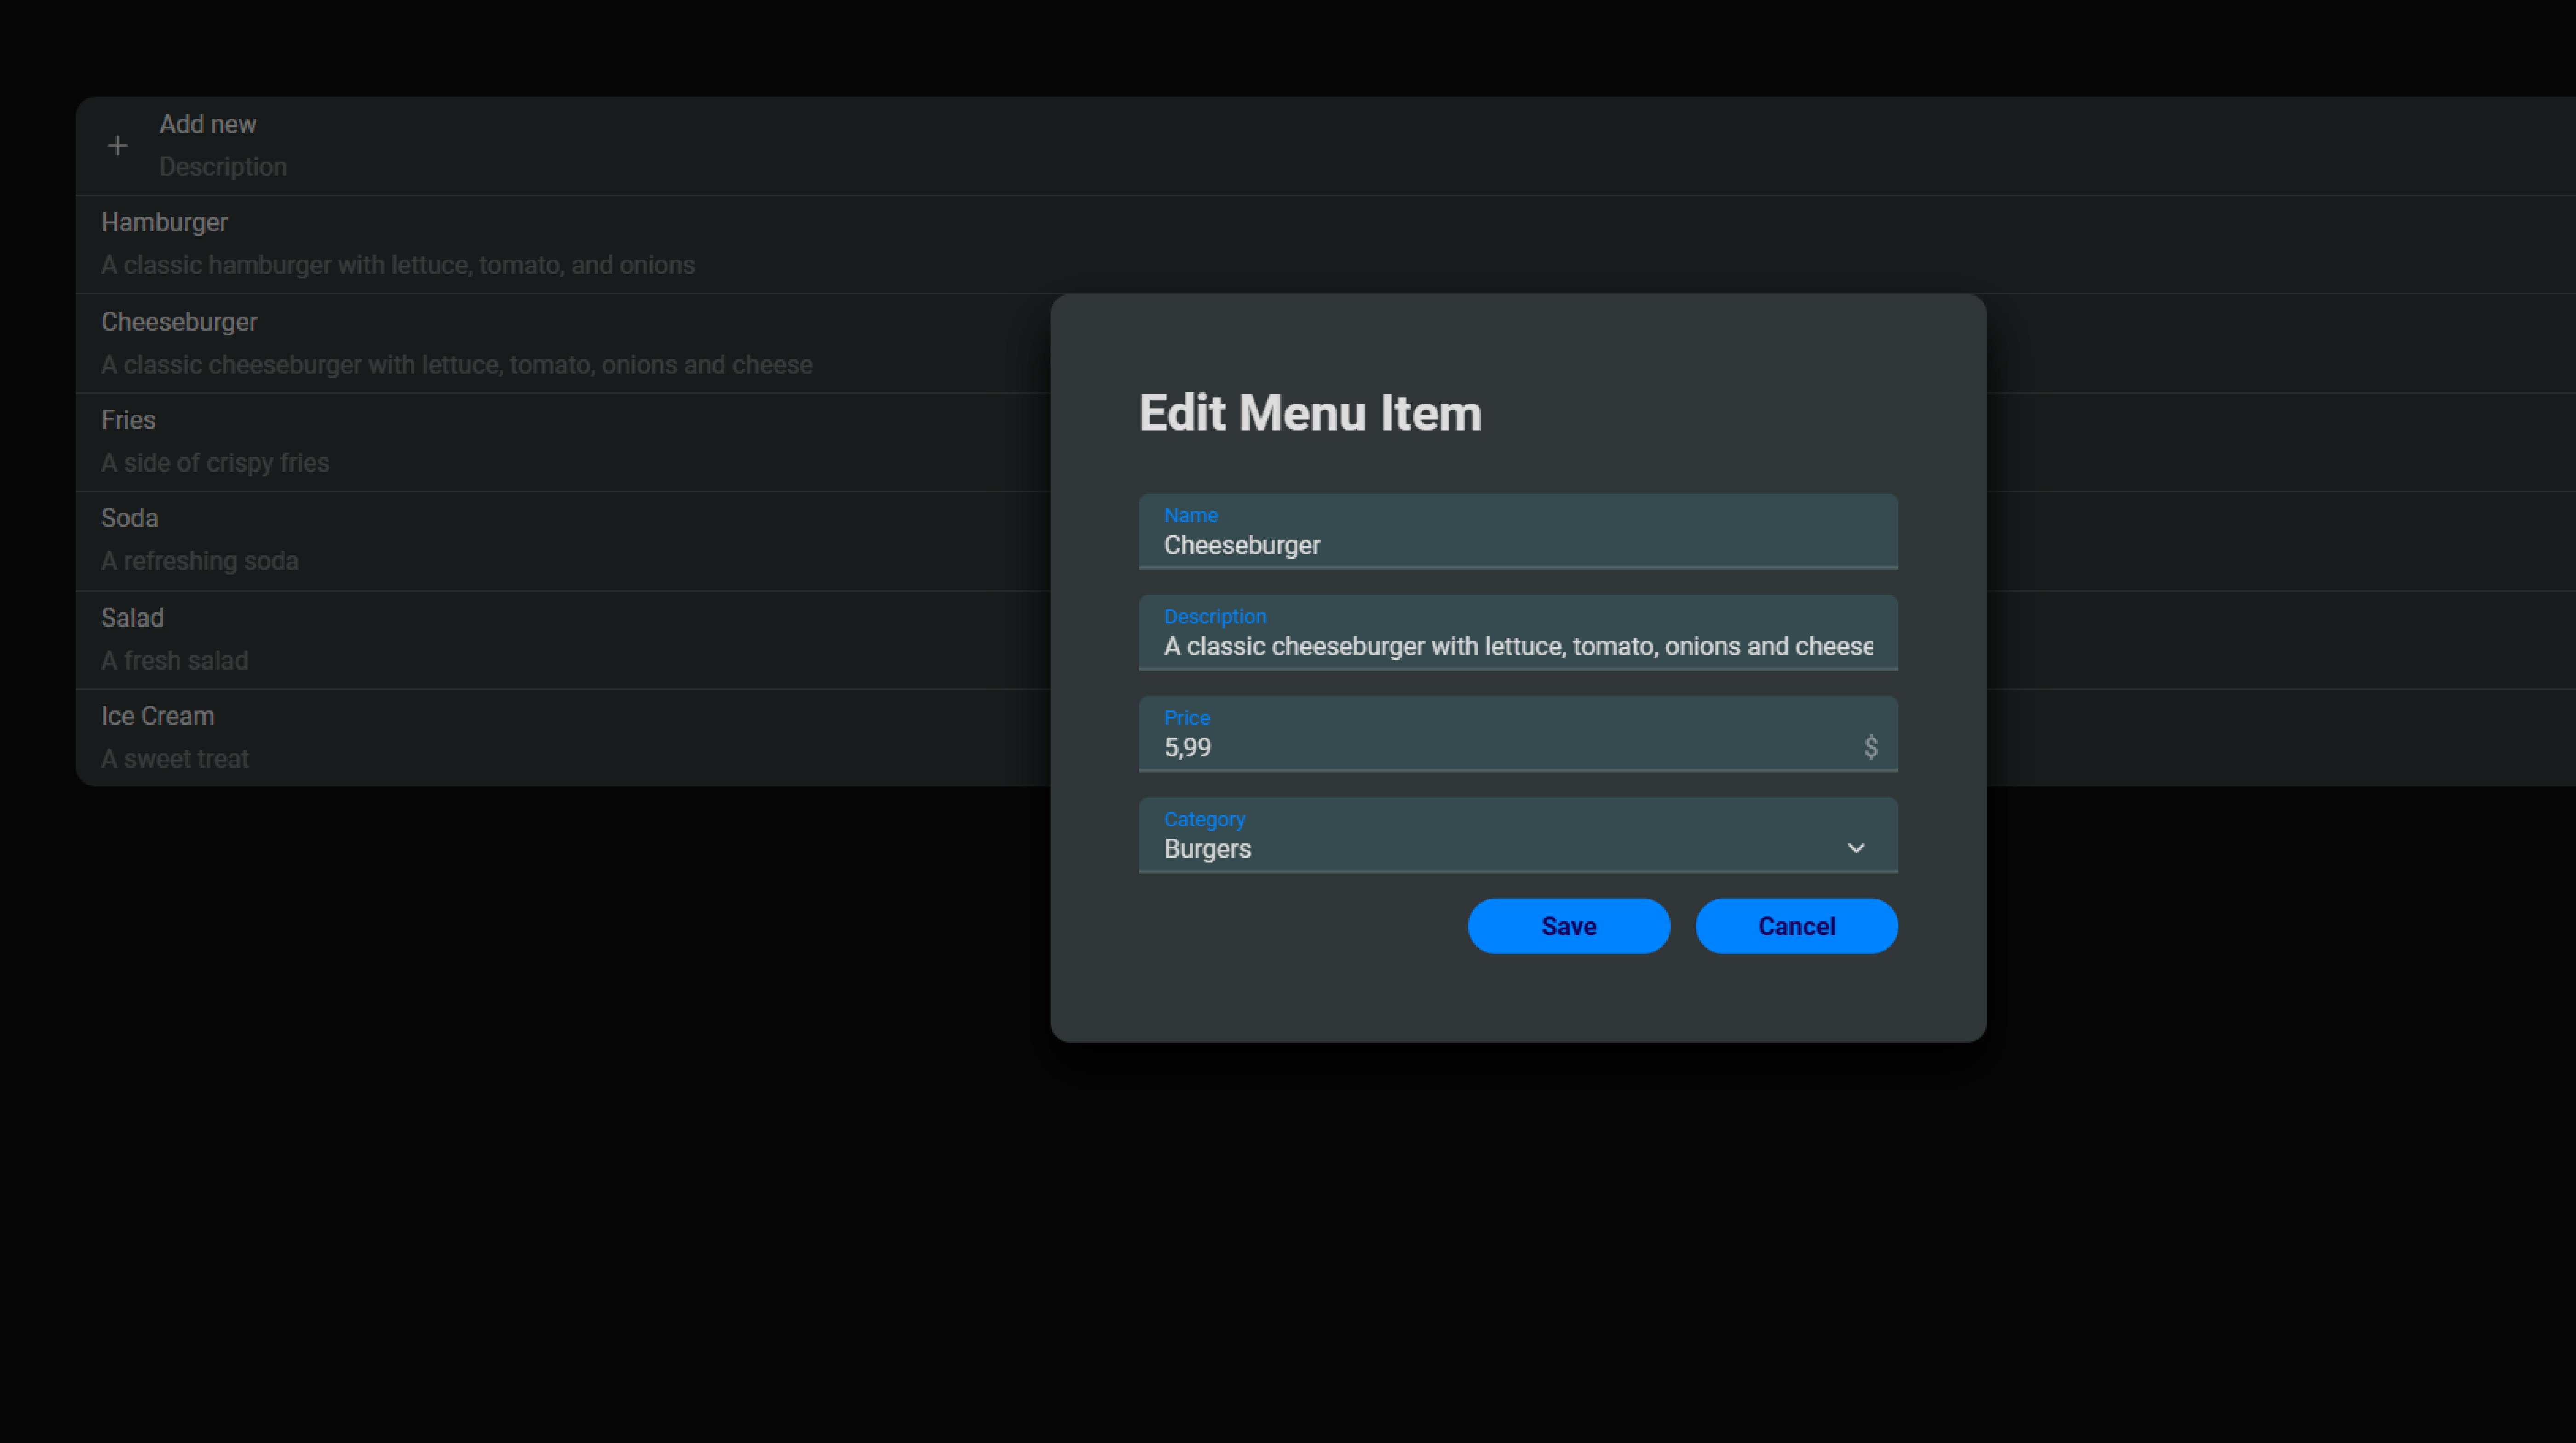 Add new
Description
Hamburger
A classic hamburger with lettuce, tomato, and onions
Cheeseburger
A classic cheeseburger with lettuce, tomato, onions and cheese
Fries
A side of crispy fries
Soda
A refreshing soda
Salad
A fresh salad
Ice Cream
A sweet treat
Edit Menu Item
Name
Cheeseburger
Description
A classic cheeseburger with lettuce, tomato, onions and cheese
Price
5,99 $
Category
Burgers
Save Cancel